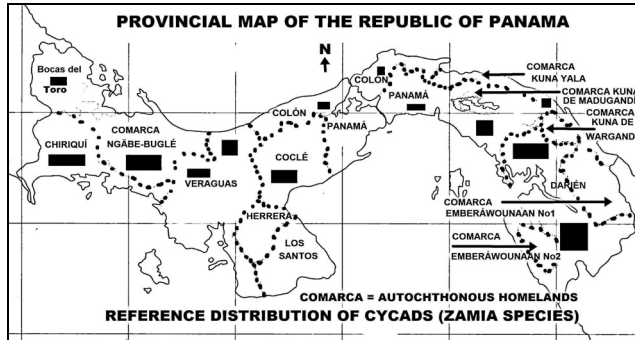 PROVINCIAL MAP OF THE REPUBLIC OF PANAMA
N
Bocas del
Toro
COLON
COMARCA
KUNA YALA
COMARCA KUNA
DE MADUGANDI
COMARCA
KUNA DE
WARGANDI
PANAMÁ
COLÓN
PANAMÁ
CHIRIQUÍ
COMARCA
NGÄBE-BUGLÉ
VERAGUAS
COCLÉ
DARIÉN
HERRERA
LOS
SANTOS
COMARCA
EMBERÁWOUNAAN No1
COMARCA
EMBERÁWOUNAAN No2
COMARCA = AUTOCHTHONOUS HOMELANDS
REFERENCE DISTRIBUTION OF CYCADS (ZAMIA SPECIES)